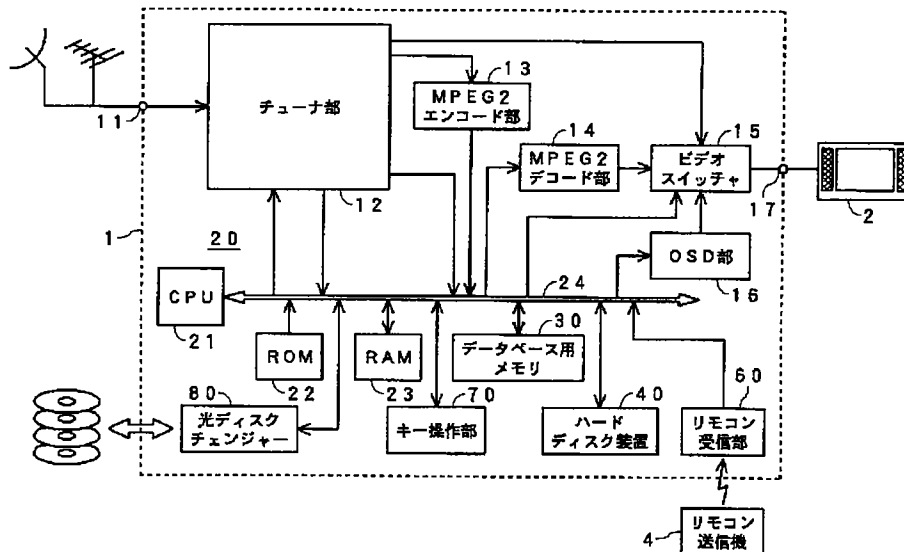 チューナ部
11
12
13
MPEG2
エンコード部
14
MPEG2
デコード部
15
ビデオ
スイッチャ
17
2
OSD部
16
1
20
CPU
21
24
ROM
22
RAM
23
30
データベース用
メモリ
80
光ディスク
チェンジャー
70
キー操作部
40
ハード
ディスク装置
60
リモコン
受信部
4
リモコン
送信機